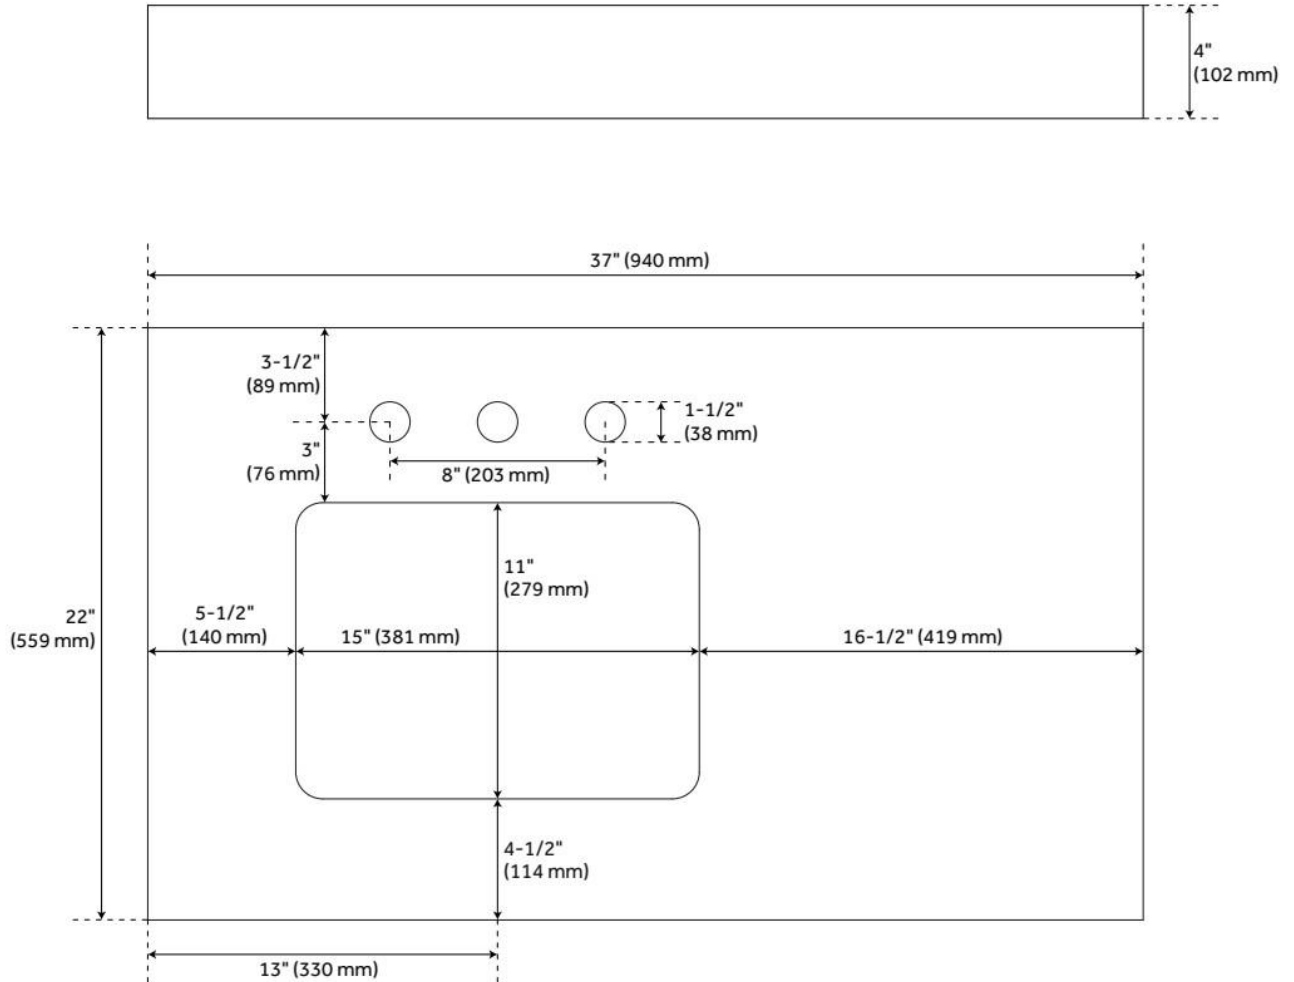 4"
(102 mm)
37" (940 mm)
3-1/2"
(89 mm)
1-1/2"
(38 mm)
3"
(76 mm)
8" (203 mm)
11"
(279 mm)
22"
(559 mm)
5-1/2"
(140 mm)
15" (381 mm)
16-1/2" (419 mm)
4-1/2"
(114 mm)
13" (330 mm)